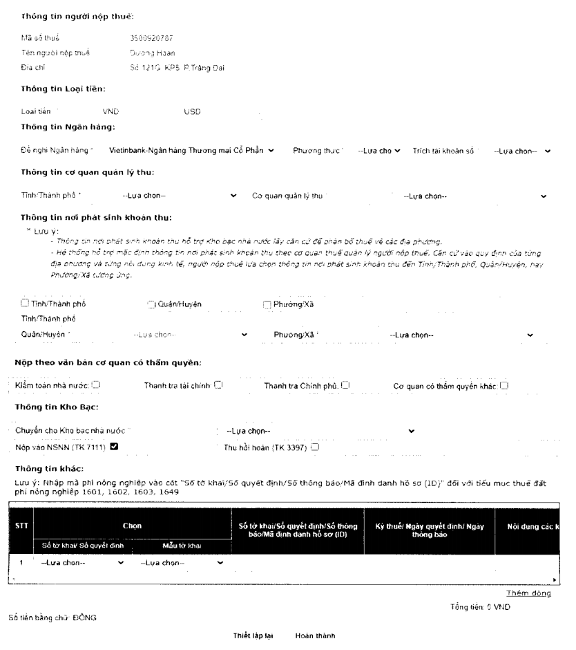 Thông tin người nộp thuế:
Mã số thuế 3500920787
Tên người nộp thuế Dương Hoàn
Địa chỉ Số 121G, KP5, P.Trảng Dài
Thông tin Loại tiền:
Loại tiền * VND USD
Thông tin Ngân hàng:
Đề nghị Ngân hàng * Vietinbank-Ngân hàng Thương mại Cổ Phần Phương thức * --Lựa cho Trích tài khoản số --Lựa chọn--
Thông tin cơ quan quản lý thu:
Tỉnh/Thành phố * --Lựa chọn-- Cơ quan quản lý thu --Lựa chọn--
Thông tin nơi phát sinh khoản thu:
* Lưu ý:
- Thông tin nơi phát sinh khoản thu hỗ trợ Kho bạc nhà nước lấy căn cứ để phân bổ thuế về các địa phương.
- Hệ thống hỗ trợ mặc định thông tin nơi phát sinh khoản thu theo cơ quan thuế quản lý người nộp thuế. Căn cứ vào quy định của từng
địa phương và từng nội dung kinh tế, người nộp thuế lựa chọn thông tin nơi phát sinh khoản thu đến Tỉnh/Thành phố, Quận/Huyện, hay
Phường/Xã tương ứng.
Tỉnh/Thành phố Quận/Huyện Phường/Xã
Tỉnh/Thành phố
Quận/Huyện * --Lựa chọn-- Phường/Xã * --Lựa chọn--
Nộp theo văn bản cơ quan có thẩm quyền:
Kiểm toán nhà nước: Thanh tra tài chính Thanh tra Chính phủ: Cơ quan có thẩm quyền khác
Thông tin Kho Bạc:
Chuyển cho Kho bạc nhà nước * --Lựa chọn--
Nộp vào NSNN (TK 7111) Thu hồi hoàn (TK 3397)
Thông tin khác:
Lưu ý: Nhập mã phi nông nghiệp vào cột "Số tờ khai/Số quyết định/Số thông báo/Mã định danh hồ sơ (ID)" đối với tiểu mục thuế đất
phi nông nghiệp 1601, 1602, 1603, 1649
STT Chọn Số tờ khai/Số quyết định/Số thông
báo/Mã định danh hồ sơ (ID) Kỳ thuế/ Ngày quyết định/ Ngày
thông báo Nội dung các k
Số tờ khai/ Số quyết định Mẫu tờ khai
1 --Lựa chọn-- --Lựa chọn--
Thêm dòng
Tổng tiền: 0 VND
Số tiền bằng chữ: ĐỒNG
Thiết lập lại Hoàn thành